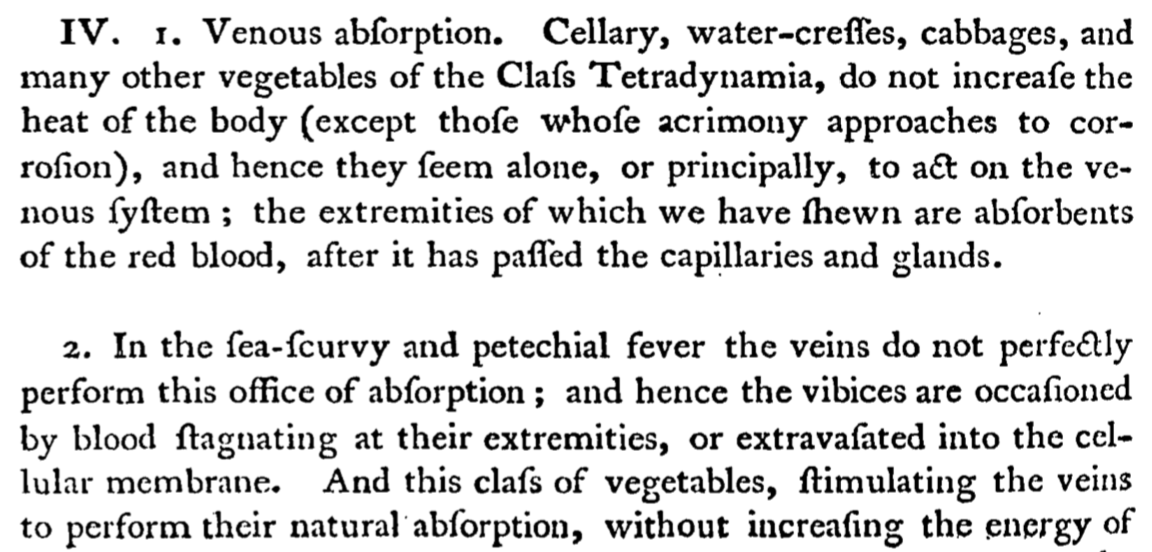 IV. 1. Venous abſorption. Cellary, water-creſſes, cabbages, and
many other vegetables of the Claſs Tetradynamia, do not increaſe the
heat of the body (except thoſe whoſe acrimony approaches to cor-
roſion), and hence they ſeem alone, or principally, to act on the ve-
nous ſyſtem; the extremities of which we have ſhewn are abſorbents
of the red blood, after it has paſſed the capillaries and glands.
2. In the ſea-ſcurvy and petechial fever the veins do not perfectly
perform this office of abſorption; and hence the vibices are occaſioned
by blood ſtagnating at their extremities, or extravaſated into the cel-
lular membrane. And this claſs of vegetables, ſtimulating the veins
to perform their natural abſorption, without increaſing the energy of